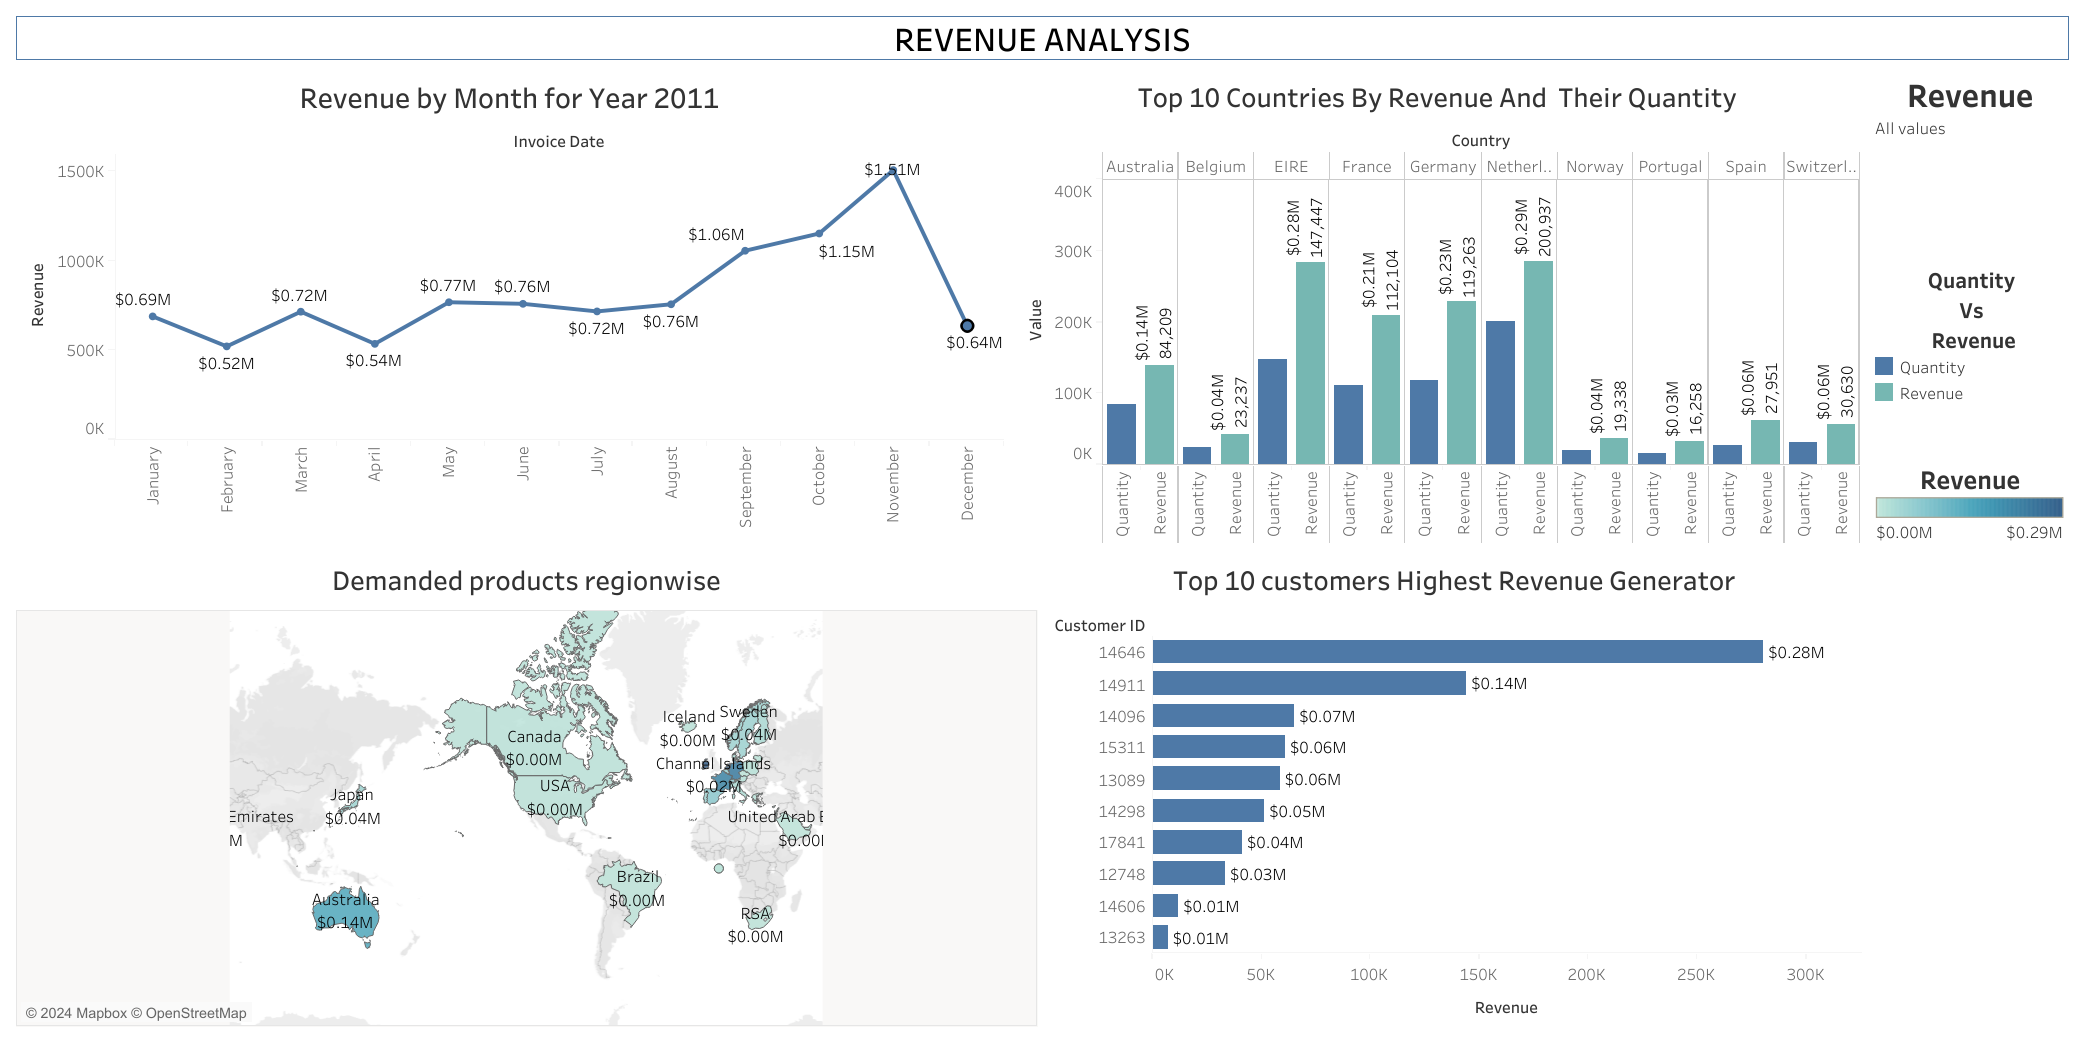 REVENUE ANALYSIS
Revenue by Month for Year 2011
Invoice Date
Revenue
1500K
1000K
500K
0K
$0.69M
$0.52M
$0.72M
$0.54M
$0.77M
$0.76M
$0.72M
$0.76M
$1.06M
$1.15M
$1.51M
$0.64M
January
February
March
April
May
June
July
August
September
October
November
December
Top 10 Countries By Revenue And Their Quantity
Country
Australia
Belgium
EIRE
France
Germany
Netherl..
Norway
Portugal
Spain
Switzerl..
Value
400K
300K
200K
100K
0K
$0.14M
84,209
$0.04M
23,237
$0.28M
147,447
$0.21M
112,104
$0.23M
119,263
$0.29M
200,937
$0.04M
19,338
$0.03M
16,258
$0.06M
27,951
$0.06M
30,630
Quantity
Revenue
Quantity
Revenue
Quantity
Revenue
Quantity
Revenue
Quantity
Revenue
Quantity
Revenue
Quantity
Revenue
Quantity
Revenue
Quantity
Revenue
Quantity
Revenue
Revenue
All values
Quantity
Vs
Revenue
Quantity
Revenue
Revenue
$0.00M
$0.29M
Demanded products regionwise
Canada
$0.00M
USA
$0.00M
Iceland
$0.00M
Sweden
$0.04M
Channel Islands
$0.02M
Japan
$0.04M
Emirates
M
United Arab E
$0.00
Australia
$0.14M
Brazil
$0.00M
RSA
$0.00M
© 2024 Mapbox © OpenStreetMap
Top 10 customers Highest Revenue Generator
Customer ID
14646
$0.28M
14911
$0.14M
14096
$0.07M
15311
$0.06M
13089
$0.06M
14298
$0.05M
17841
$0.04M
12748
$0.03M
14606
$0.01M
13263
$0.01M
0K
50K
100K
150K
200K
250K
300K
Revenue